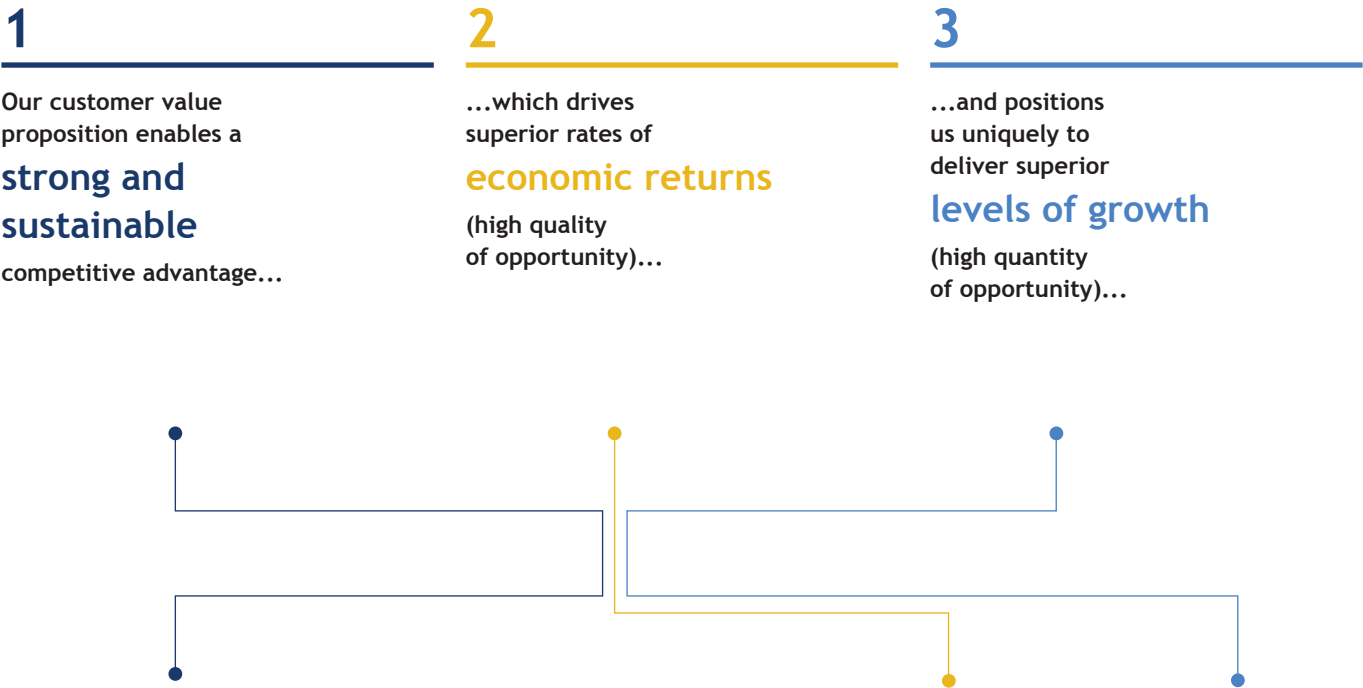 1
Our customer value
proposition enables a
strong and
sustainable
competitive advantage...
2
...which drives
superior rates of
economic returns
(high quality
of opportunity)...
3
...and positions
us uniquely to
deliver superior
levels of growth
(high quantity
of opportunity)...